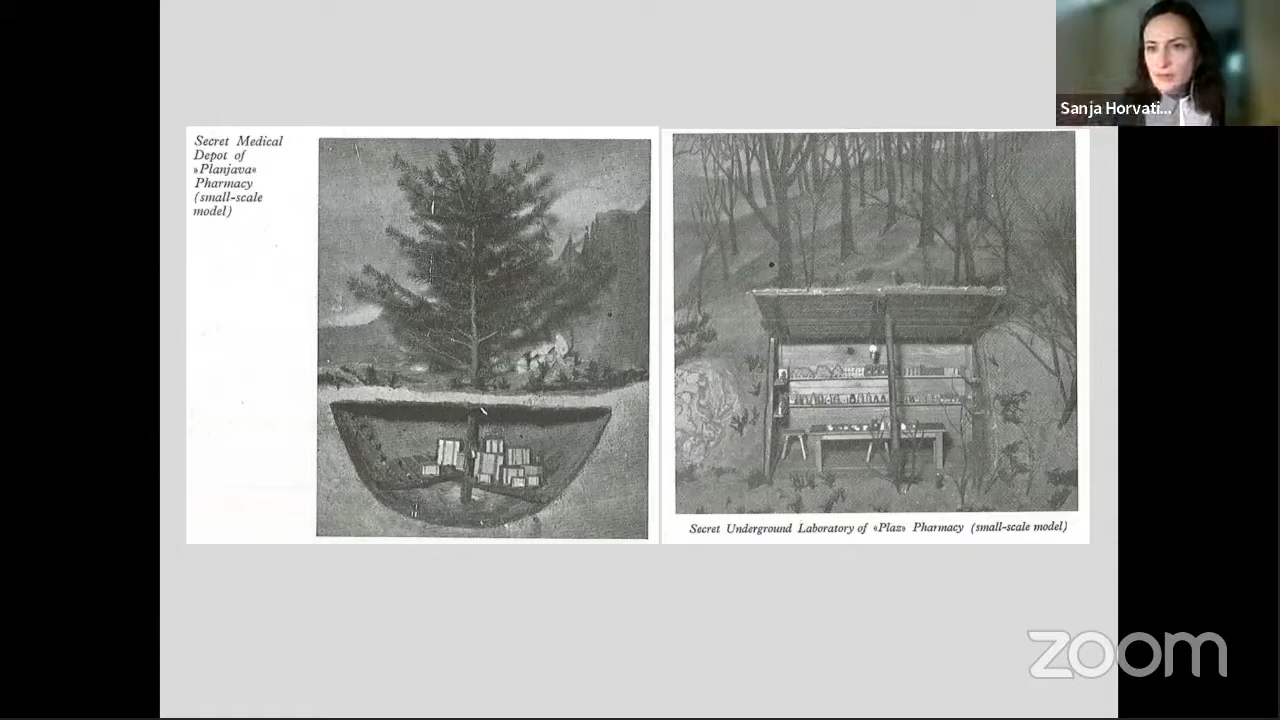 Sanja Horvati...
Secret Medical
Depot of
»Planjava«
Pharmacy
(small-scale
model)
Secret Underground Laboratory of «Plaz» Pharmacy (small-scale model)
zoom